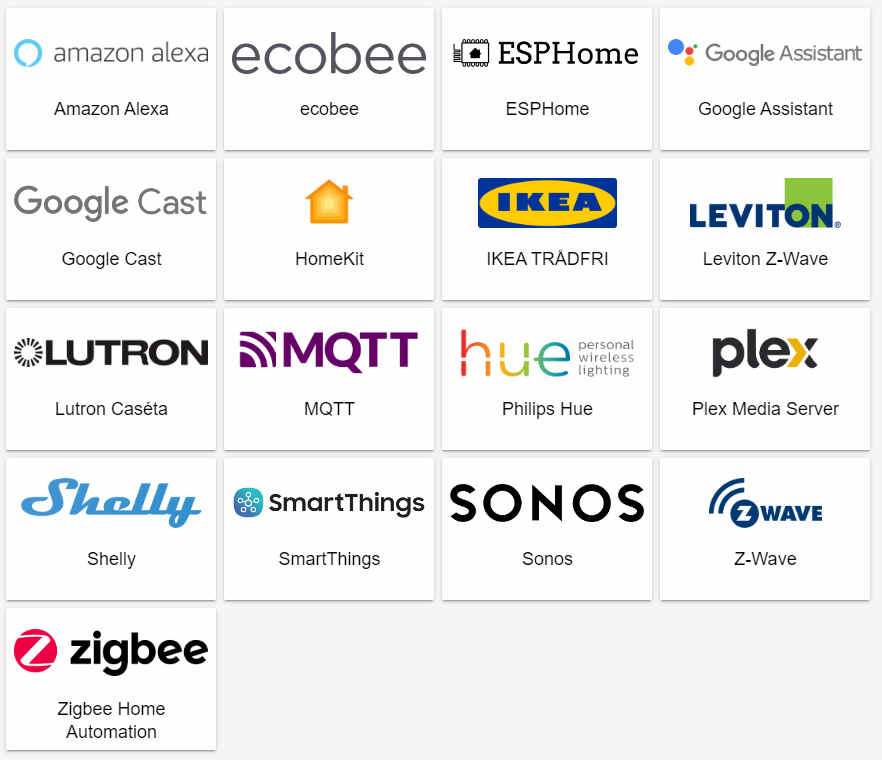 amazon alexa
Amazon Alexa
ecobee
ecobee
ESPHome
ESPHome
Google Assistant
Google Assistant
Google Cast
Google Cast
HomeKit
IKEA
IKEA TRÅDFRI
LEVITON®
Leviton Z-Wave
LUTRON
Lutron Caséta
MQTT
MQTT
hue personal
wireless
lighting
Philips Hue
plex
Plex Media Server
Shelly
Shelly
SmartThings
SmartThings
SONOS
Sonos
Z WAVE
Z-Wave
zigbee
Zigbee Home
Automation